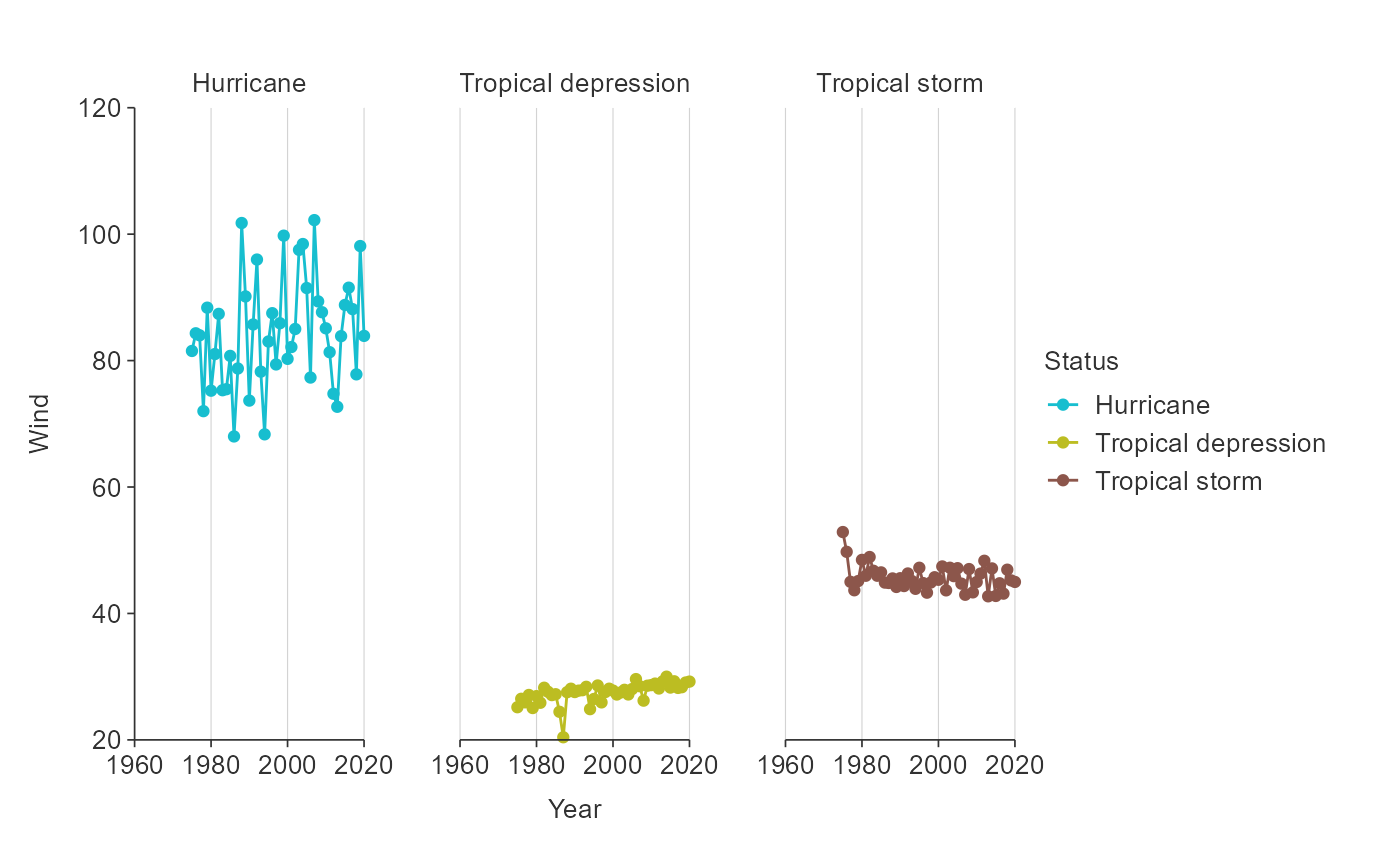 Hurricane Tropical depression Tropical storm
120
100
80
60
40
20
1960 1980 2000 2020 1960 1980 2000 2020 1960 1980 2000 2020
Year
Wind
Status
Hurricane
Tropical depression
Tropical storm